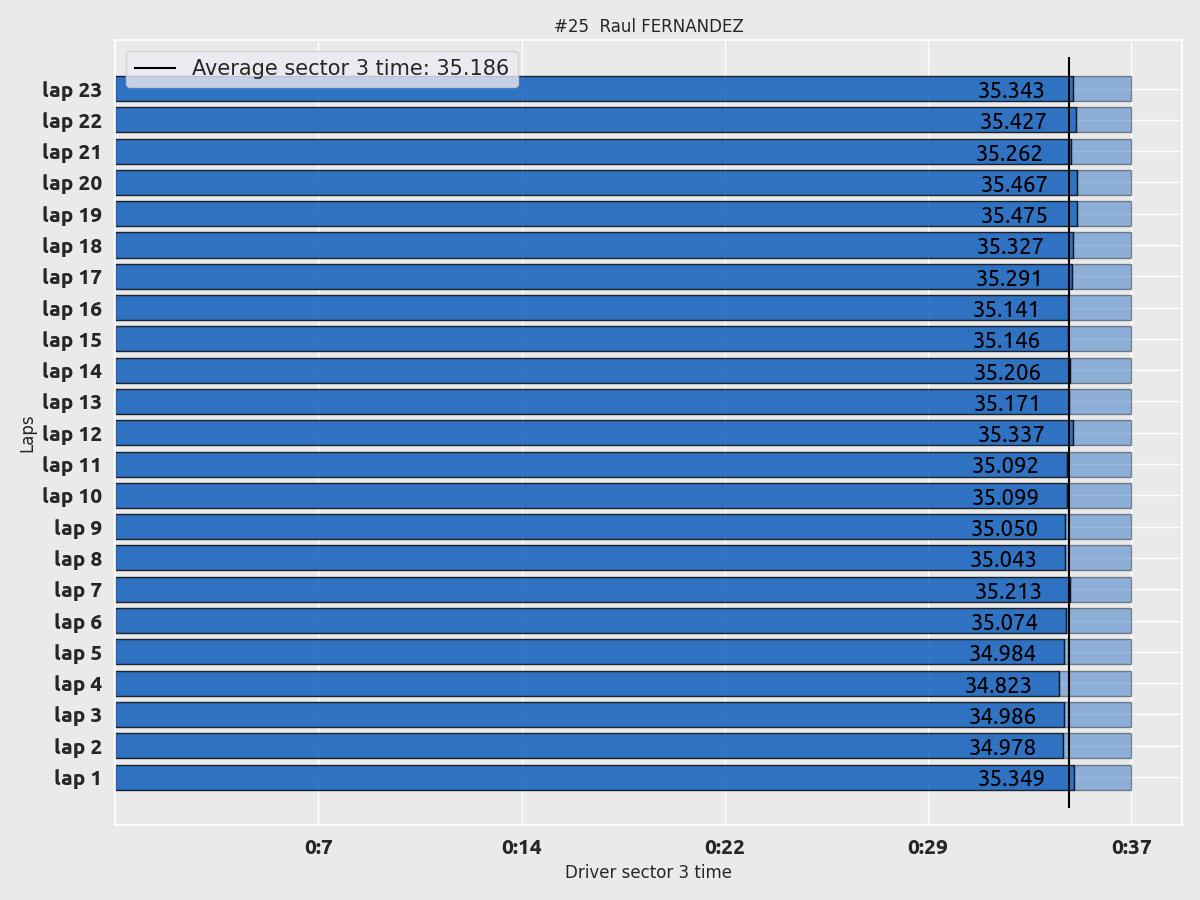 #25  Raul FERNANDEZ
Average sector 3 time: 35.186
lap 23 35.343
lap 22 35.427
lap 21 35.262
lap 20 35.467
lap 19 35.475
lap 18 35.327
lap 17 35.291
lap 16 35.141
lap 15 35.146
lap 14 35.206
lap 13 35.171
lap 12 35.337
lap 11 35.092
lap 10 35.099
lap 9 35.050
lap 8 35.043
lap 7 35.213
lap 6 35.074
lap 5 34.984
lap 4 34.823
lap 3 34.986
lap 2 34.978
lap 1 35.349
Laps
0:7 0:14 0:22 0:29 0:37
Driver sector 3 time